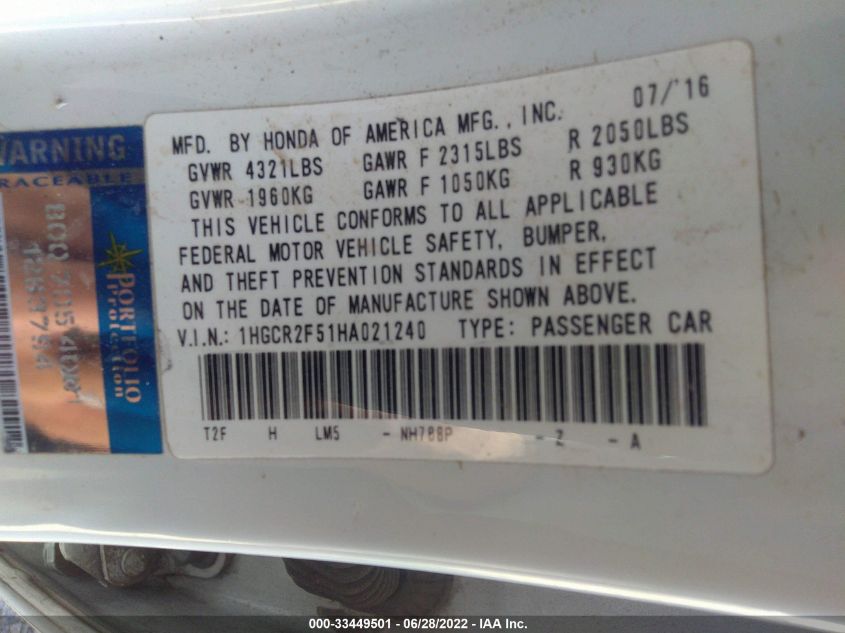 07/'16
MFD. BY HONDA OF AMERICA MFG., INC.
GVWR 4321LBS GAWR F 2315LBS R 2050LBS
GVWR 1960KG GAWR F 1050KG R 930KG
THIS VEHICLE CONFORMS TO ALL APPLICABLE
FEDERAL MOTOR VEHICLE SAFETY, BUMPER,
AND THEFT PREVENTION STANDARDS IN EFFECT
ON THE DATE OF MANUFACTURE SHOWN ABOVE.
V.I.N.: 1HGCR2F51HA021240 TYPE: PASSENGER CAR
T2F H LM5 - NH788P - 2 - A
WARNING
TRACEABLE
PORTFOLIO
Protection
000-33449501 - 06/28/2022 - IAA Inc.